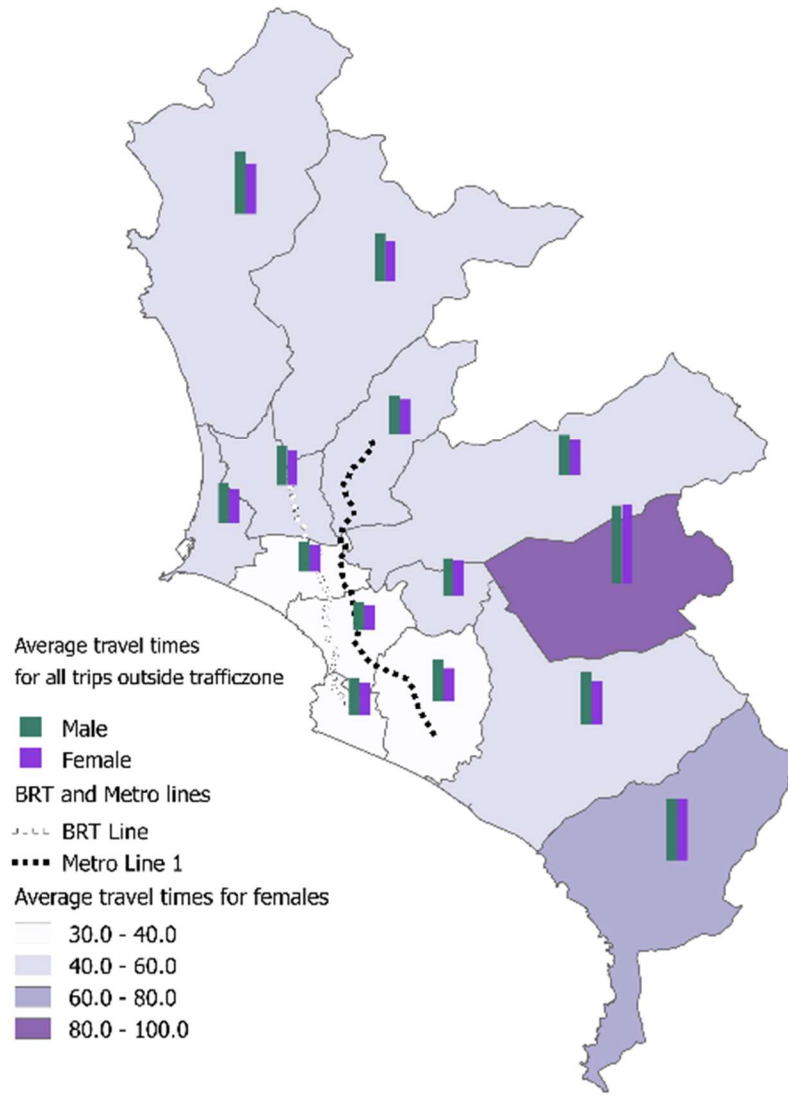 Average travel times
for all trips outside trafficzone
Male
Female
BRT and Metro lines
BRT Line
Metro Line 1
Average travel times for females
30.0 - 40.0
40.0 - 60.0
60.0 - 80.0
80.0 - 100.0